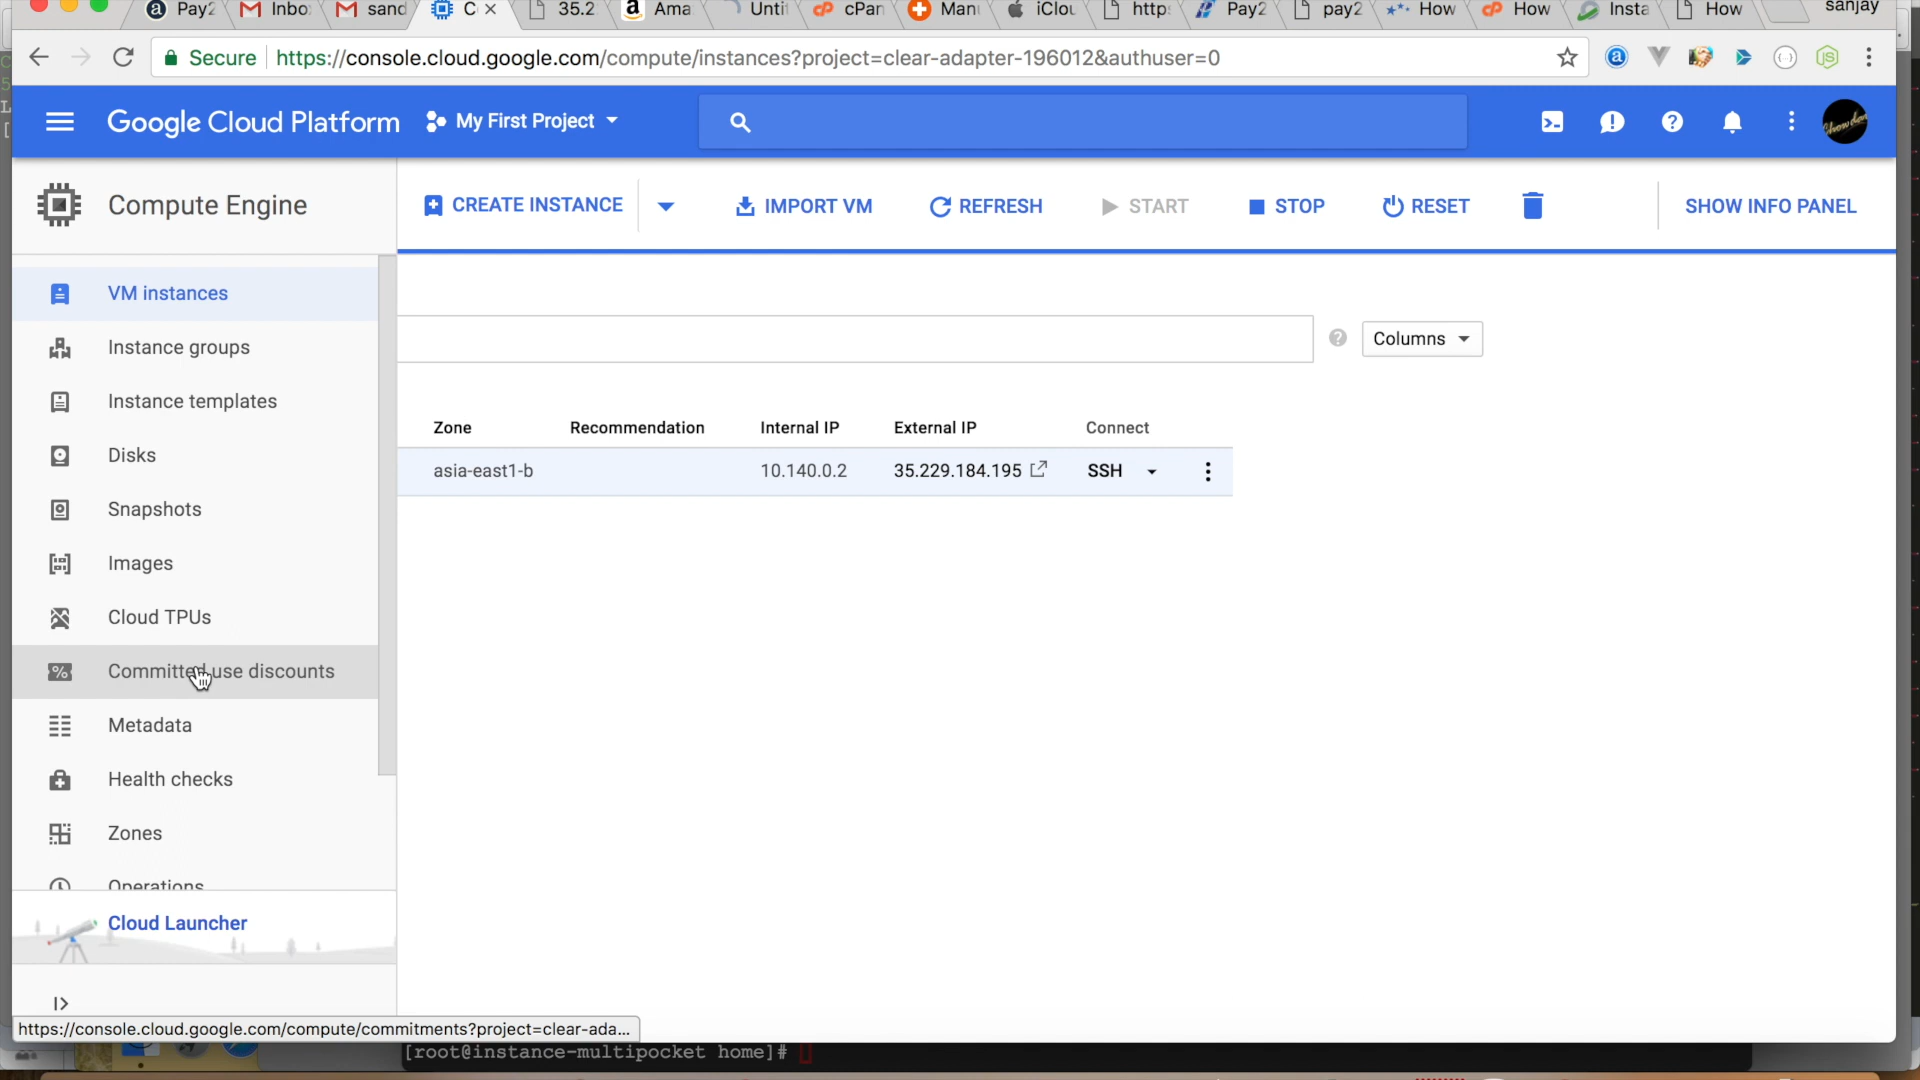 Pay2
Inbo
sand
C
35.2
Ama
Unti
cPan
Manu
iClou
http:
Pay2
pay2
How
How
Insta
How
sanjay
Secure https://console.cloud.google.com/compute/instances?project=clear-adapter-196012&authuser=0
Google Cloud Platform My First Project
Compute Engine
CREATE INSTANCE IMPORT VM REFRESH START STOP RESET SHOW INFO PANEL
VM instances
Instance groups
Columns
Instance templates
Zone Recommendation Internal IP External IP Connect
Disks
asia-east1-b 10.140.0.2 35.229.184.195 SSH
Snapshots
Images
Cloud TPUs
Committed use discounts
Metadata
Health checks
Zones
Operations
Cloud Launcher
https://console.cloud.google.com/compute/commitments?project=clear-ada...
[root@instance-multipocket home]#